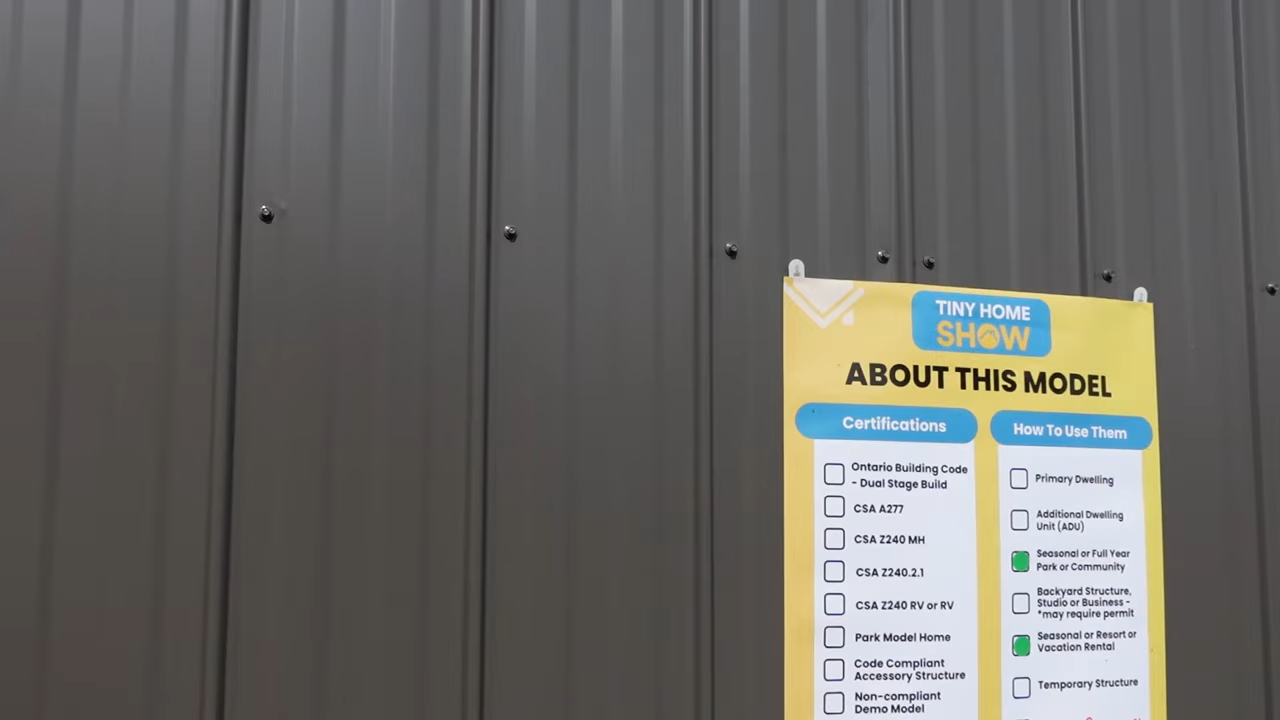 TINY HOME
SHOW
ABOUT THIS MODEL
Certifications
Ontario Building Code
- Dual Stage Build
CSA A277
CSA Z240 MH
CSA Z240.2.1
CSA Z240 RV or RV
Park Model Home
Code Compliant
Accessory Structure
Non-compliant
Demo Model
How To Use Them
Primary Dwelling
Additional Dwelling
Unit (ADU)
Seasonal or Full Year
Park or Community
Backyard Structure,
Studio or Business -
*may require permit
Seasonal or Resort or
Vacation Rental
Temporary Structure